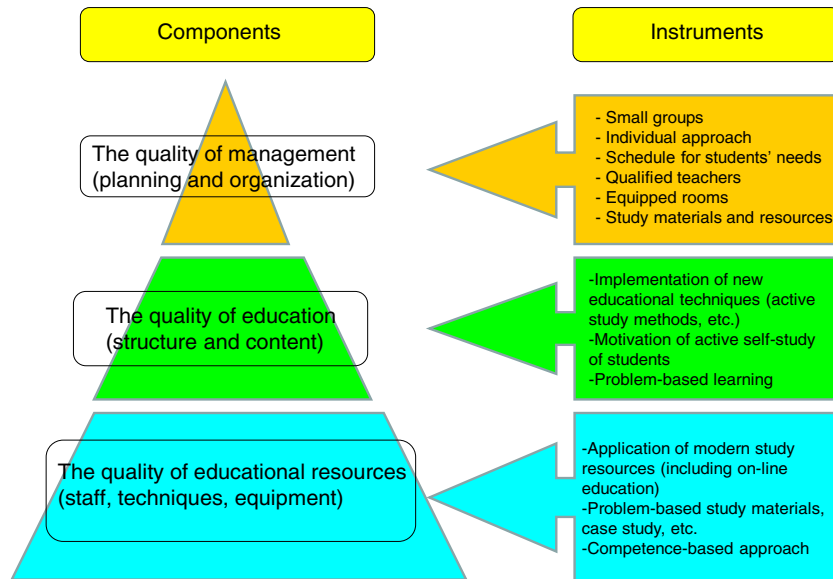 Components
Instruments
The quality of management
(planning and organization)
- Small groups
- Individual approach
- Schedule for students’ needs
- Qualified teachers
- Equipped rooms
- Study materials and resources
The quality of education
(structure and content)
-Implementation of new
educational techniques (active
study methods, etc.)
-Motivation of active self-study
of students
-Problem-based learning
The quality of educational resources
(staff, techniques, equipment)
-Application of modern study
resources (including on-line
education)
-Problem-based study materials,
case study, etc.
-Competence-based approach